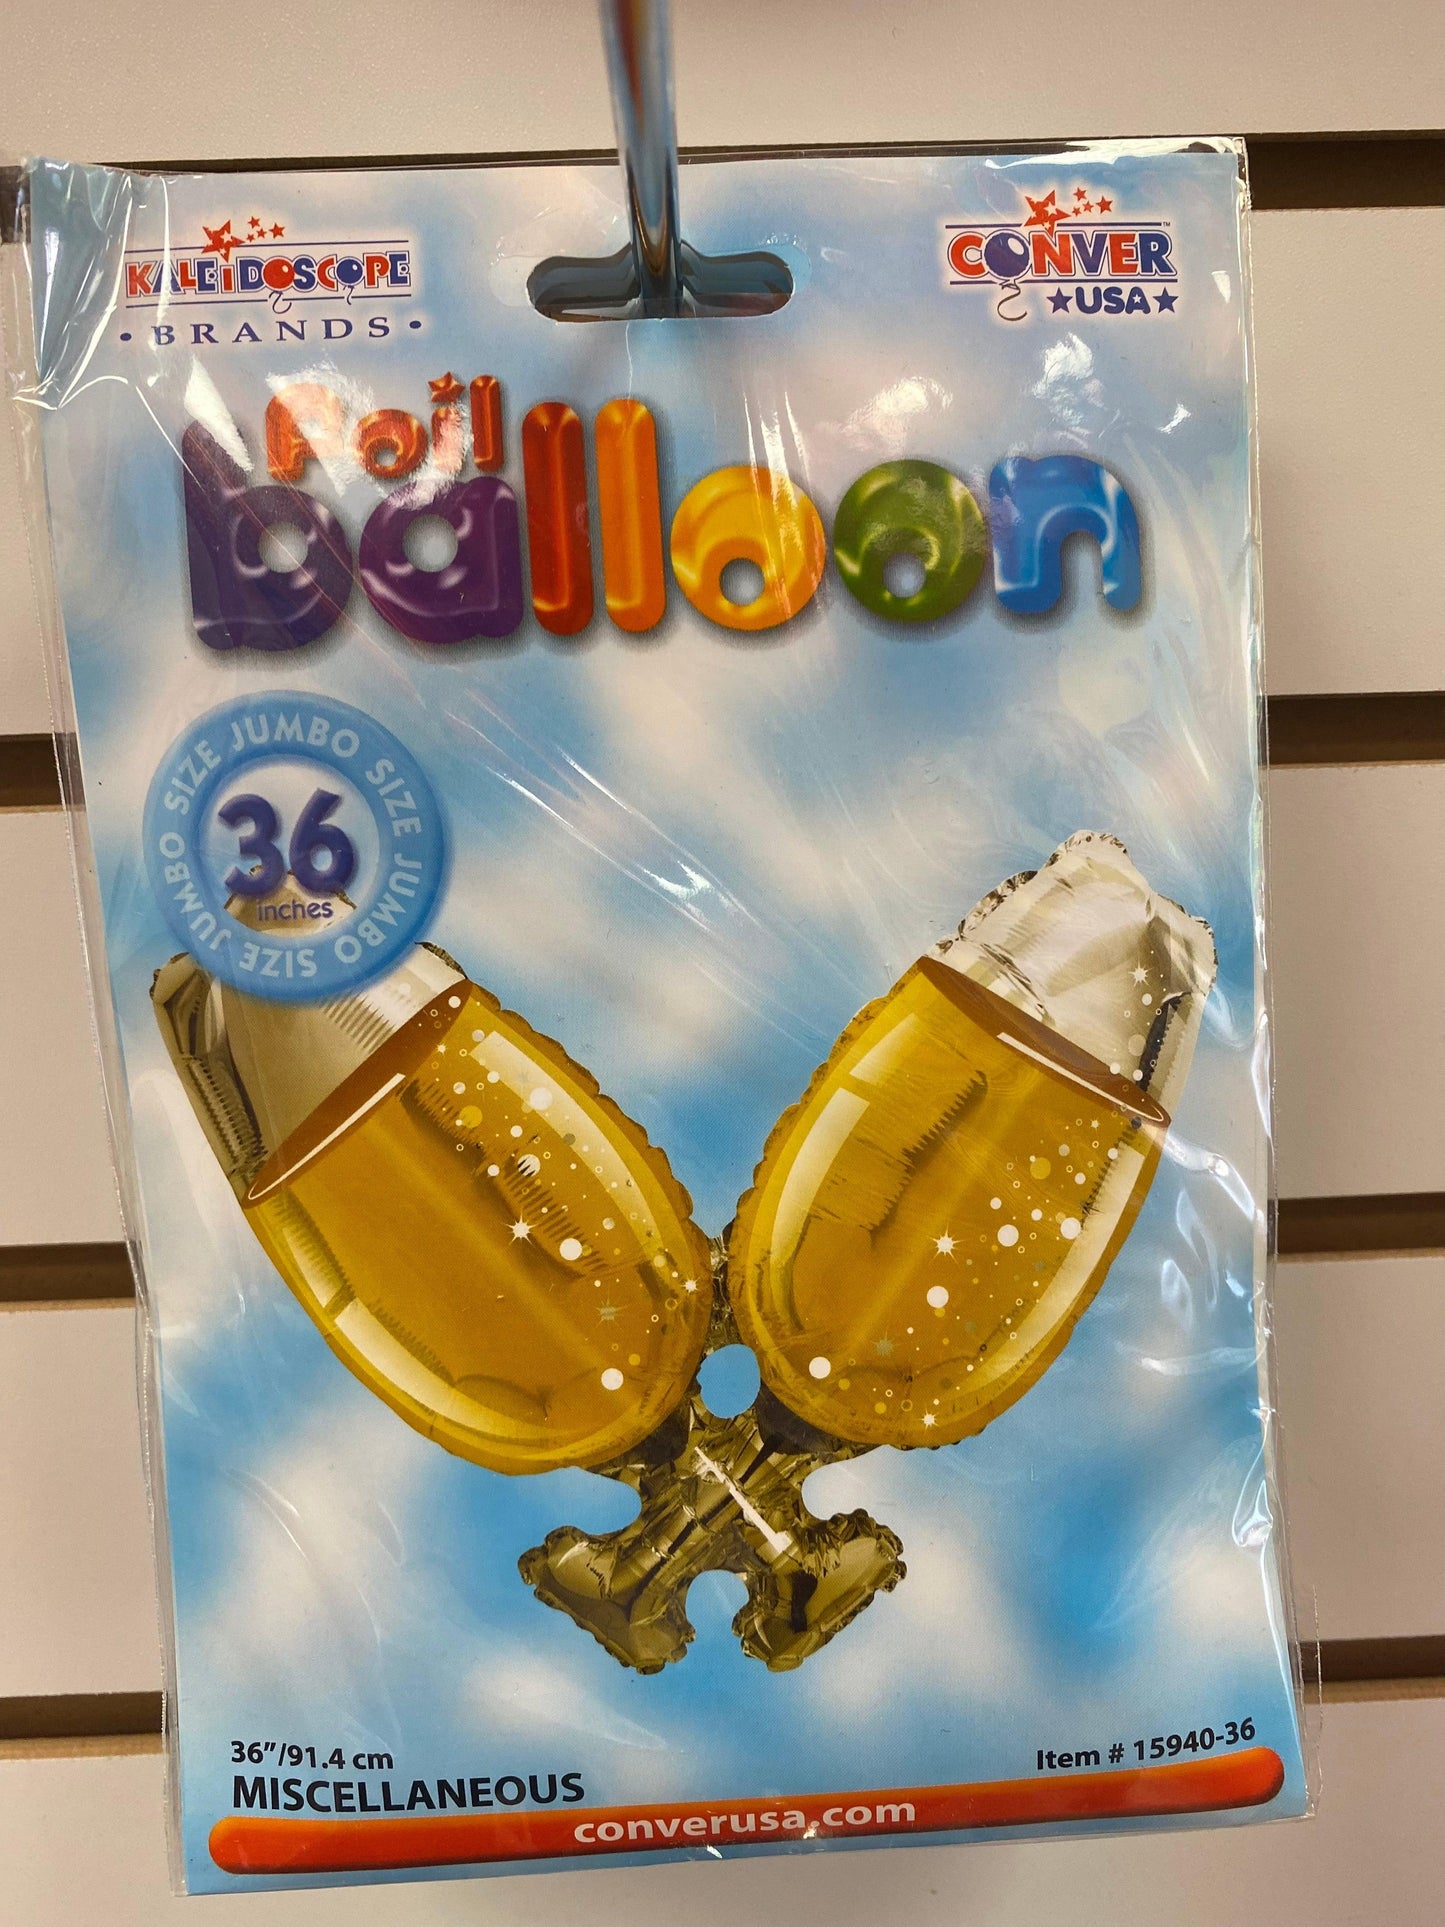 KALEIDOSCOPE
• BRANDS •
CONVER™
★USA★
Foil
balloon
JUMBO SIZE JUMBO SIZE JUMBO SIZE
36
inches
36"/91.4 cm
MISCELLANEOUS
Item # 15940-36
converusa.com